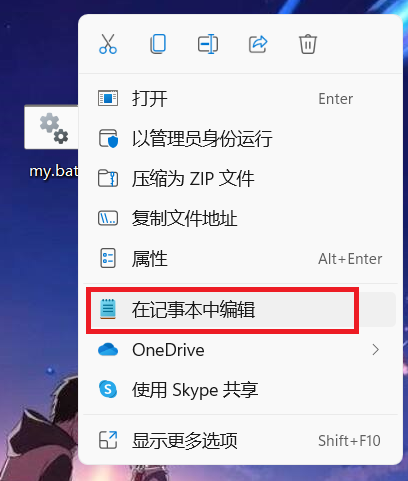 打开 Enter
my.bat
以管理员身份运行
压缩为 ZIP 文件
复制文件地址
属性 Alt+Enter
在记事本中编辑
OneDrive
使用 Skype 共享
显示更多选项 Shift+F10